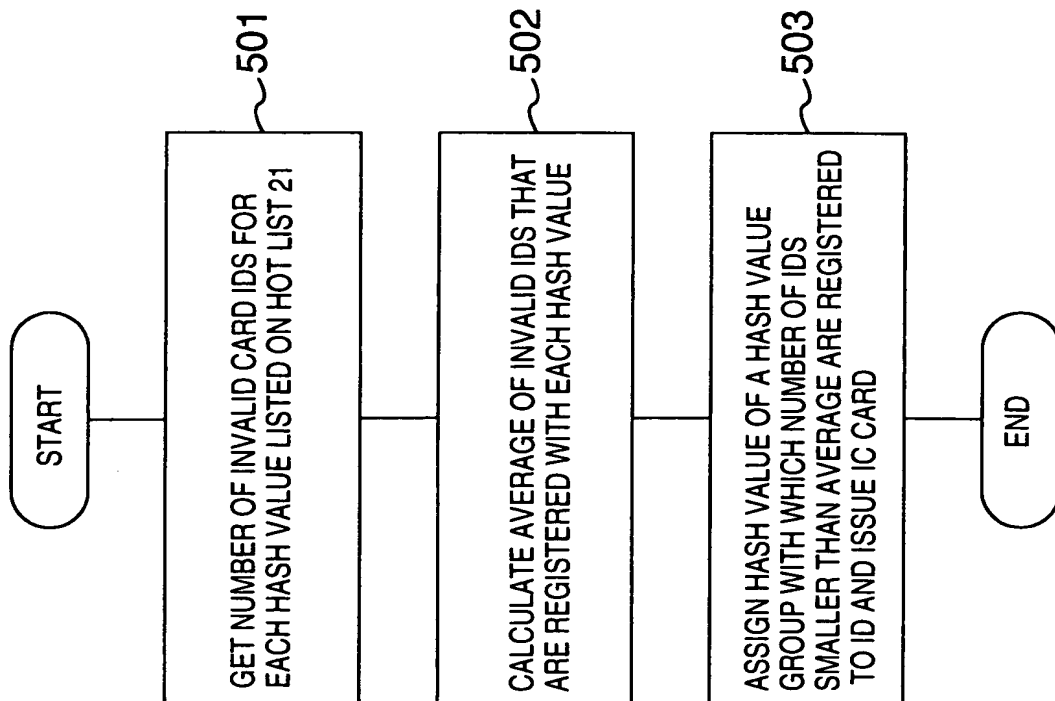 START
GET NUMBER OF INVALID CARD IDS FOR
EACH HASH VALUE LISTED ON HOT LIST 21
501
CALCULATE AVERAGE OF INVALID IDS THAT
ARE REGISTERED WITH EACH HASH VALUE
502
ASSIGN HASH VALUE OF A HASH VALUE
GROUP WITH WHICH NUMBER OF IDS
SMALLER THAN AVERAGE ARE REGISTERED
TO ID AND ISSUE IC CARD
503
END